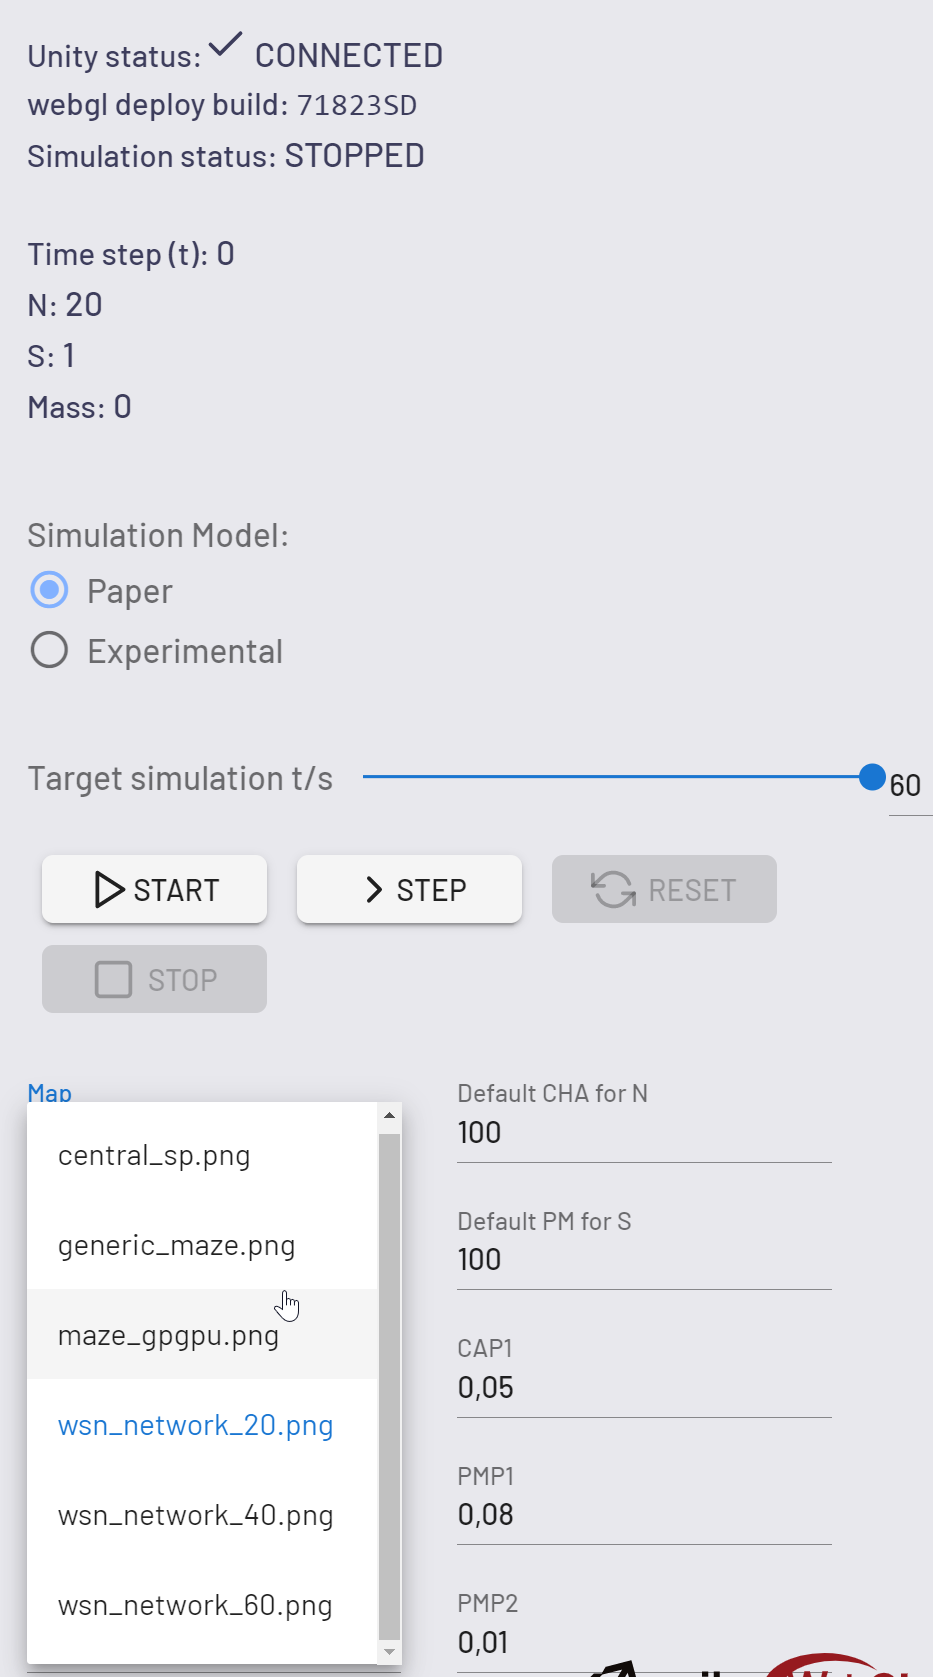 Unity status: CONNECTED
webgl deploy build: 71823SD
Simulation status: STOPPED
Time step (t): 0
N: 20
S: 1
Mass: 0
Simulation Model:
Paper
Experimental
Target simulation t/s 60
START
STEP
RESET
STOP
Map
central_sp.png
generic_maze.png
maze_gpgpu.png
wsn_network_20.png
wsn_network_40.png
wsn_network_60.png
Default CHA for N
100
Default PM for S
100
CAP1
0,05
PMP1
0,08
PMP2
0,01